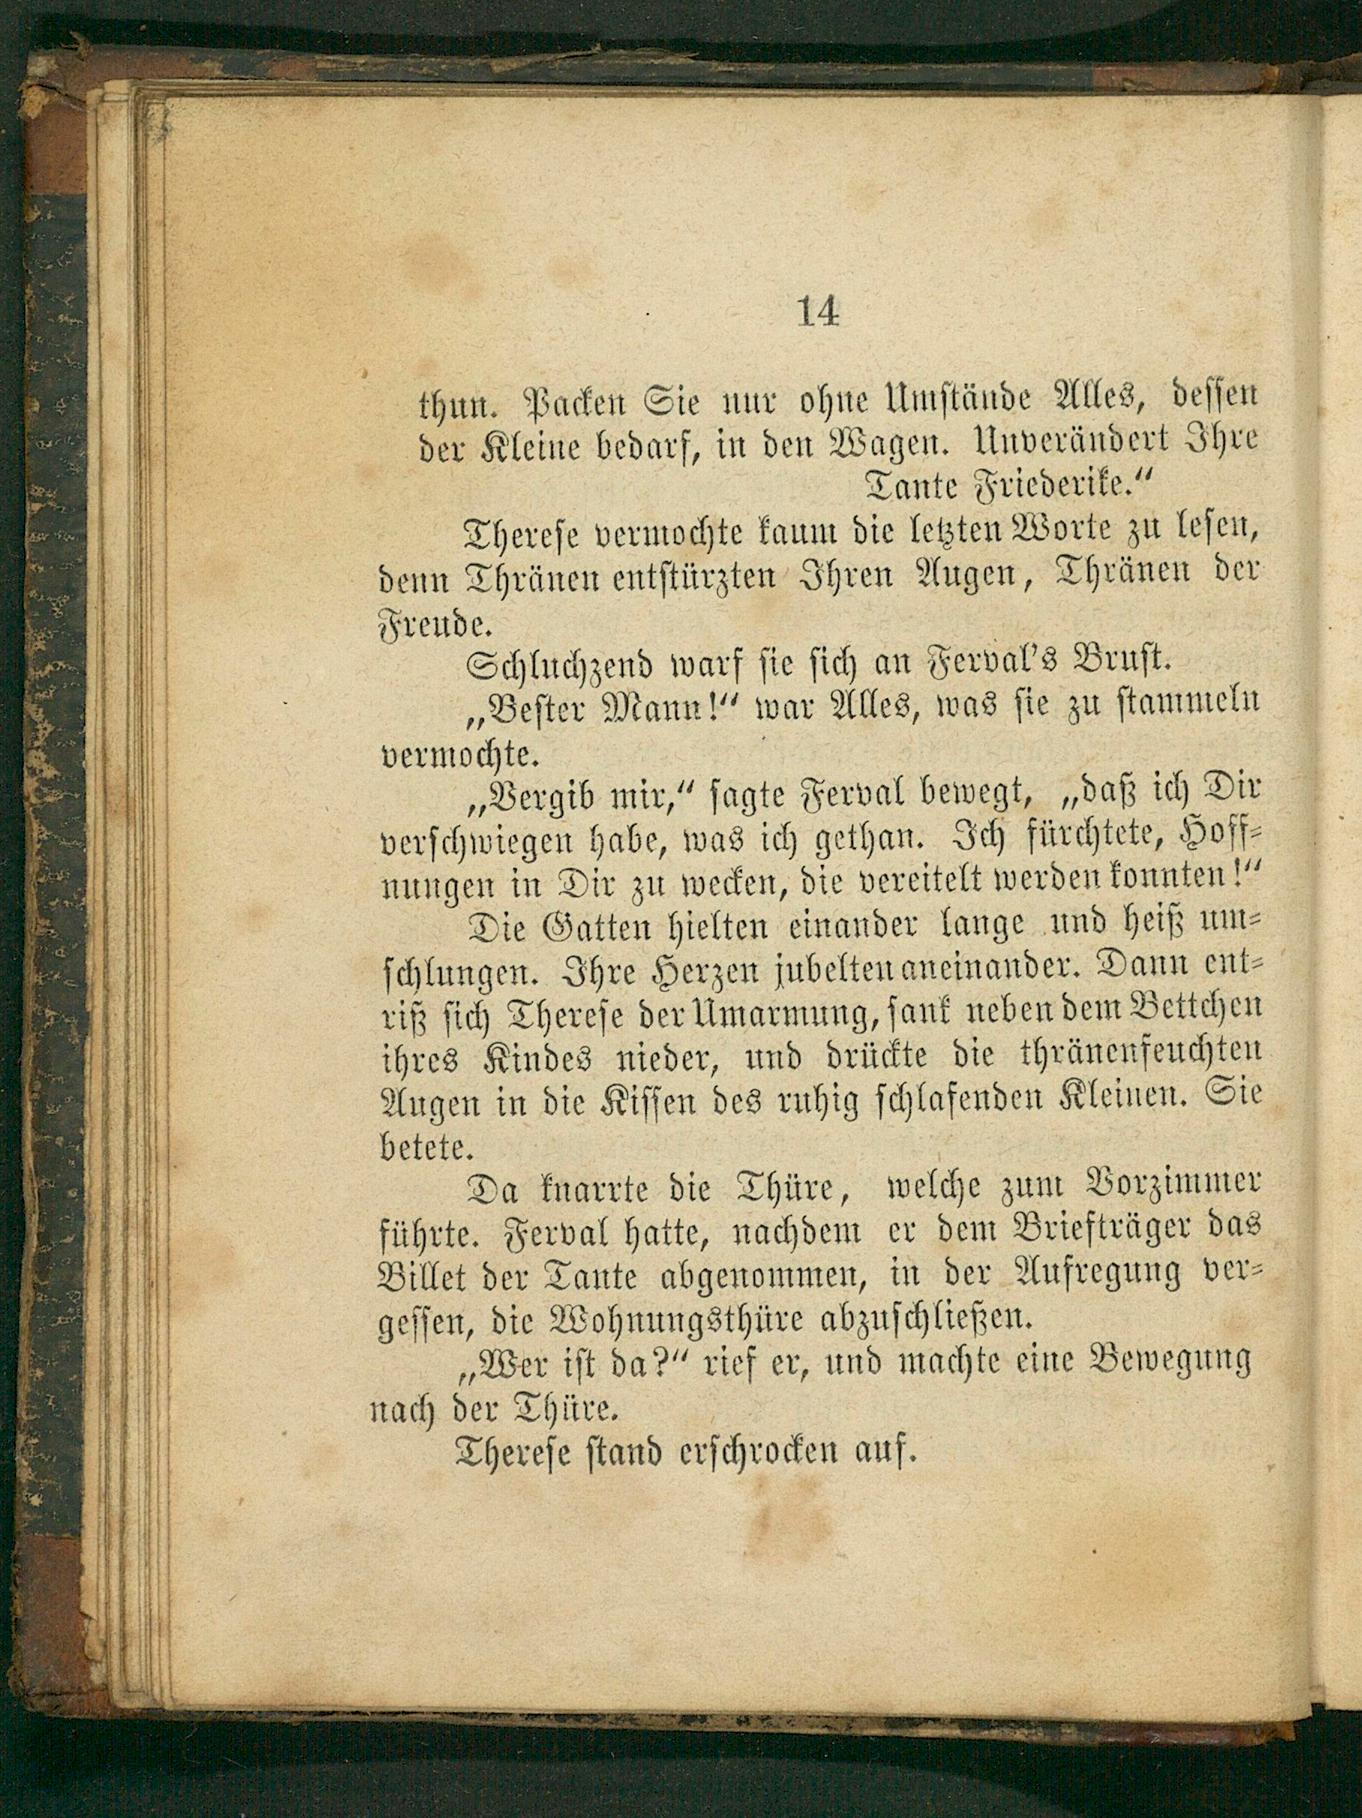 14
thun. Packen Sie nur ohne Umstände Alles, dessen
der Kleine bedarf, in den Wagen. Unverändert Ihre
Tante Friederike.“
Therese vermochte kaum die letzten Worte zu lesen,
denn Thränen entstürzten Ihren Augen, Thränen der
Freude.
Schluchzend warf sie sich an Ferval's Brust.
„Bester Mann!“ war Alles, was sie zu stammeln
vermochte.
„Vergib mir,“ sagte Ferval bewegt, „daß ich Dir
verschwiegen habe, was ich gethan. Ich fürchtete, Hoff-
nungen in Dir zu wecken, die vereitelt werden konnten!“
Die Gatten hielten einander lange und heiß um-
schlungen. Ihre Herzen jubelten aneinander. Dann ent-
riß sich Therese der Umarmung, sank neben dem Bettchen
ihres Kindes nieder, und drückte die thränenfeuchten
Augen in die Kissen des ruhig schlafenden Kleinen. Sie
betete.
Da knarrte die Thüre, welche zum Vorzimmer
führte. Ferval hatte, nachdem er dem Briefträger das
Billet der Tante abgenommen, in der Aufregung ver-
gessen, die Wohnungsthüre abzuschließen.
„Wer ist da?“ rief er, und machte eine Bewegung
nach der Thüre.
Therese stand erschrocken auf.